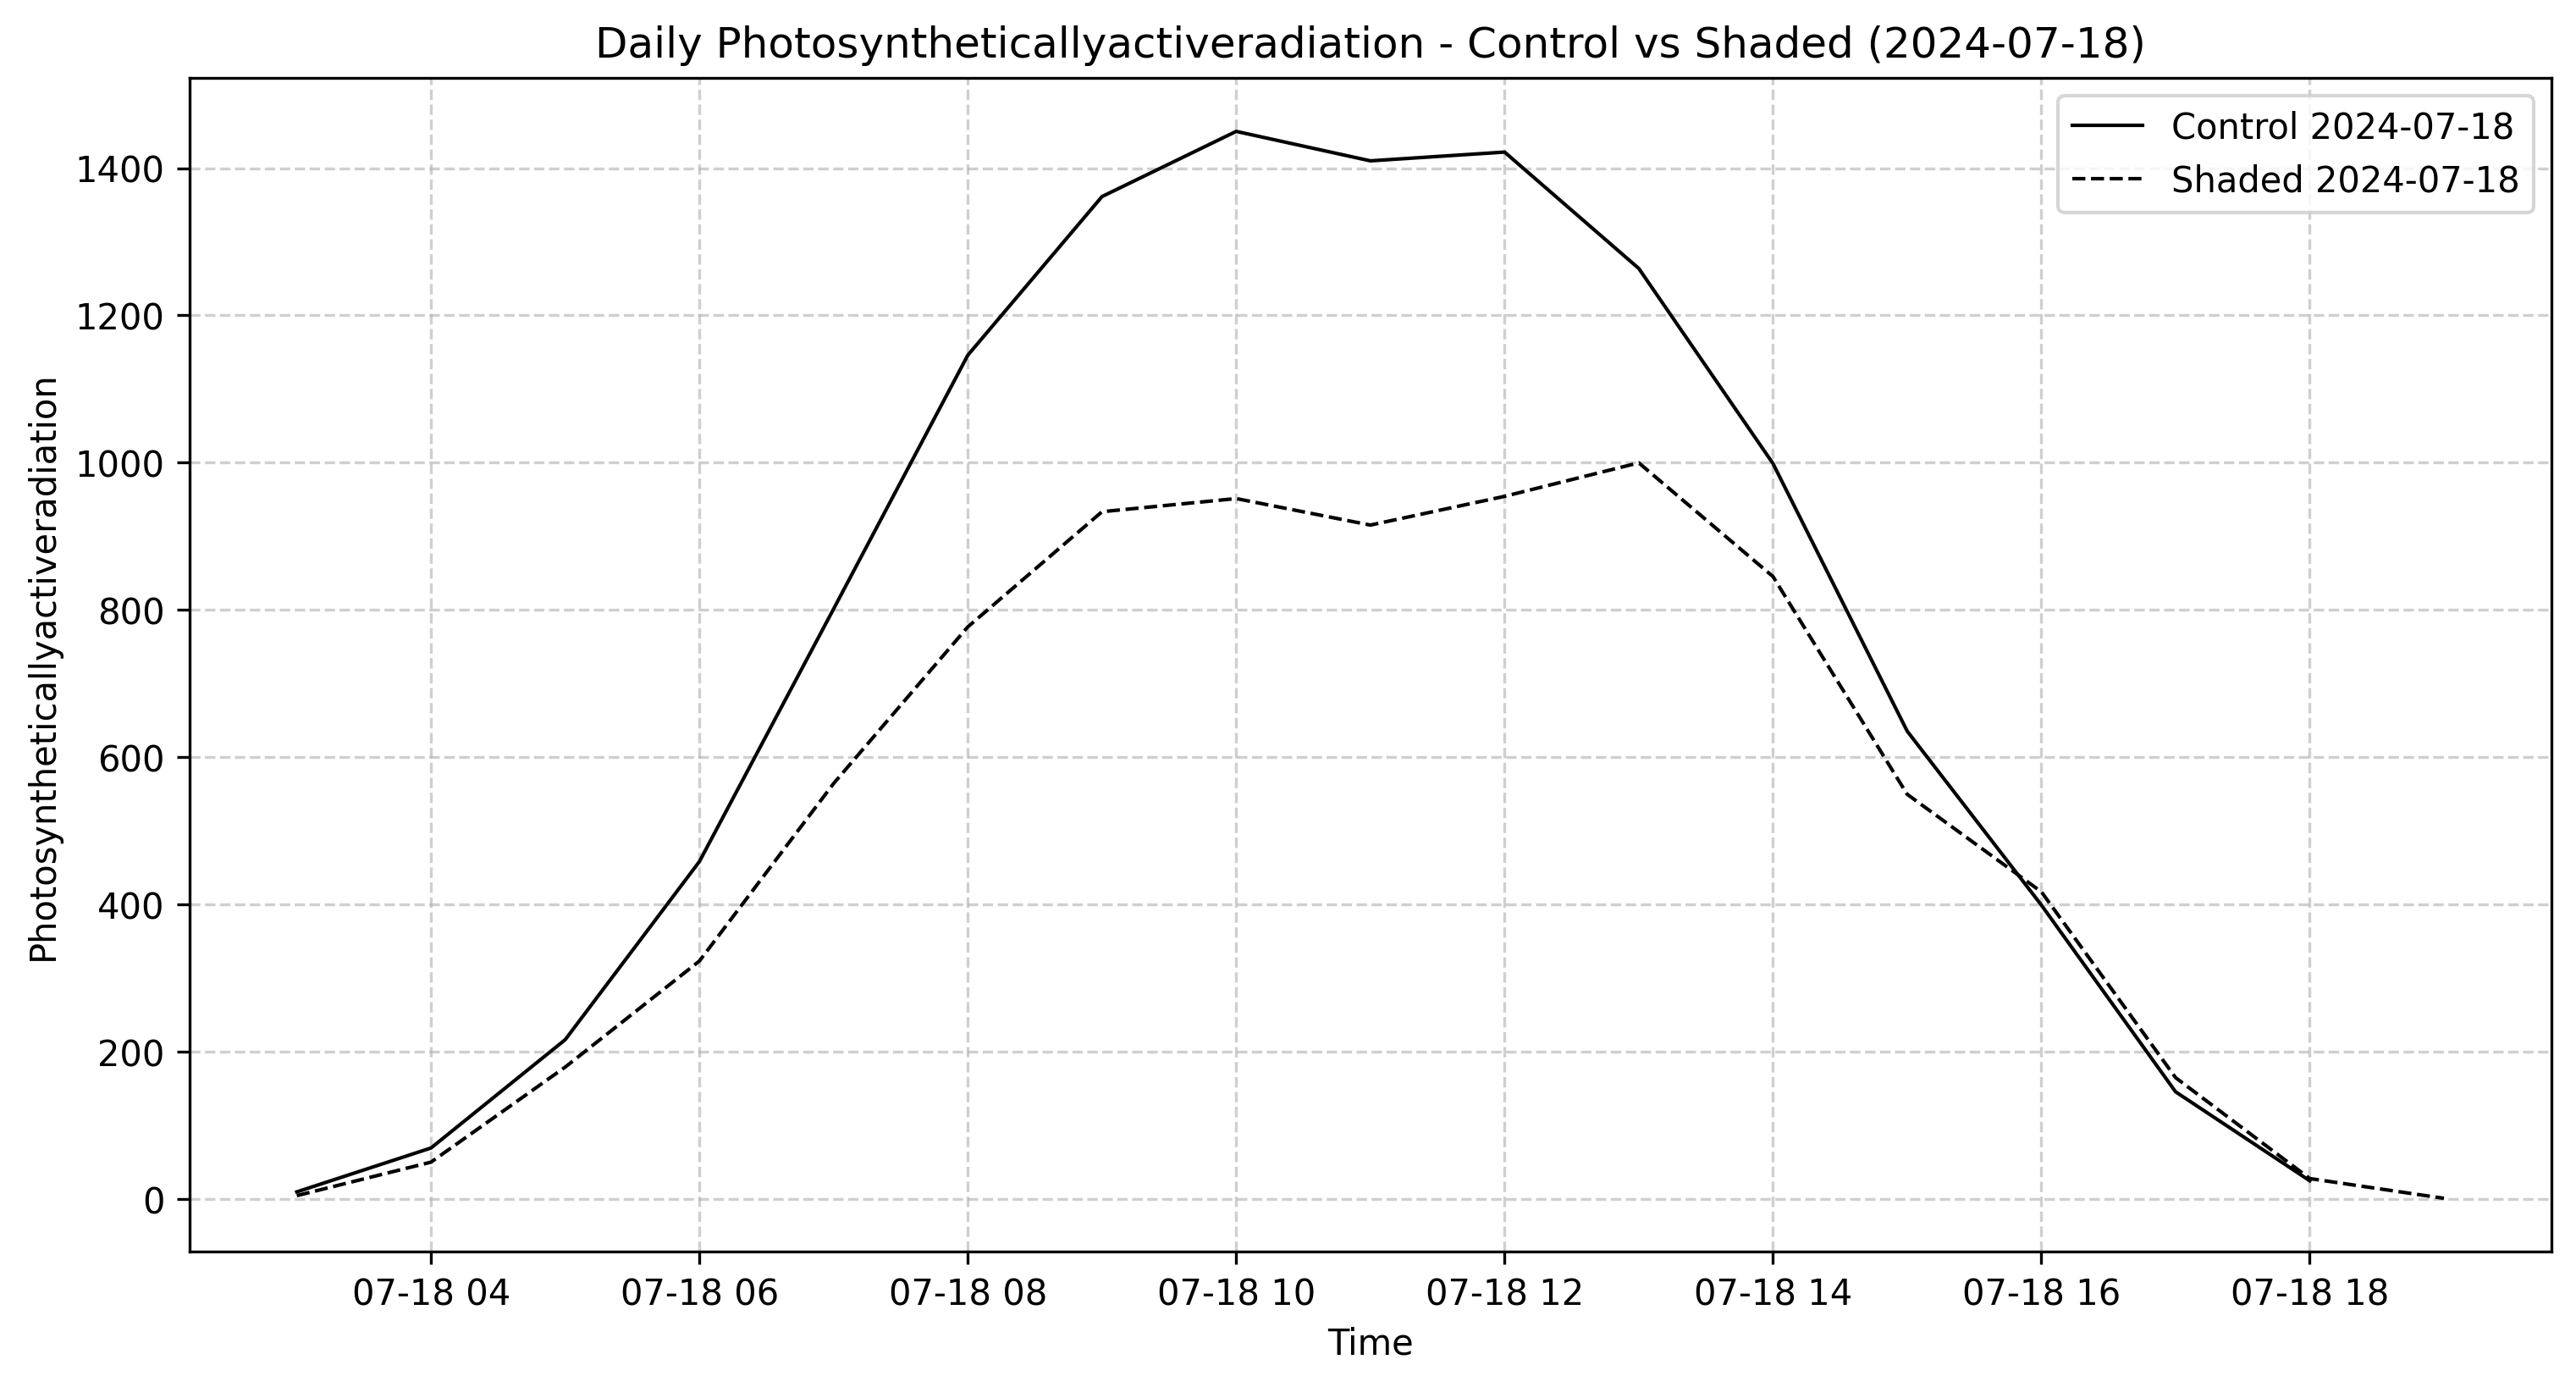 Daily Photosyntheticallyactiveradiation - Control vs Shaded (2024-07-18)
Control 2024-07-18
Shaded 2024-07-18
Photosyntheticallyactiveradiation
1400
1200
1000
800
600
400
200
0
07-18 04 07-18 06 07-18 08 07-18 10 07-18 12 07-18 14 07-18 16 07-18 18
Time